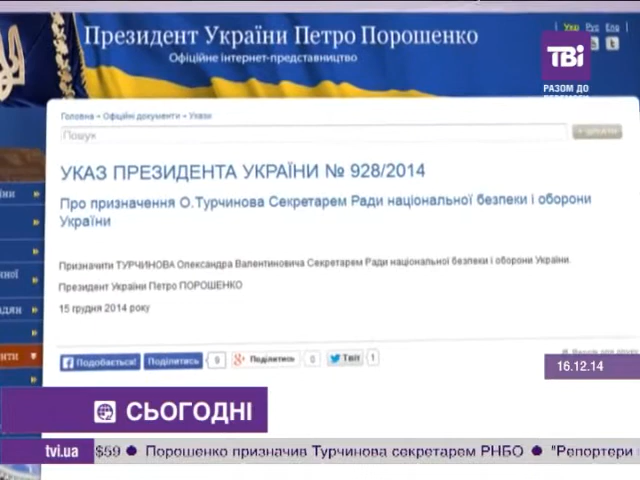 Президент України Петро Порошенко
Офіційне інтернет-представництво
Укр Рус Eng
ТВі
РАЗОМ ДО
Головна » Офіційні документи » Укази
Пошук
УКАЗ ПРЕЗИДЕНТА УКРАЇНИ № 928/2014
Про призначення О.Турчинова Секретарем Ради національної безпеки і оборони
України
Призначити ТУРЧИНОВА Олександра Валентиновича Секретарем Ради національної безпеки і оборони України.
Президент України Петро ПОРОШЕНКО
15 грудня 2014 року
Подобається! Поділитись 9 Поділитись 0 Твіт 1
16.12.14
СЬОГОДНІ
tvi.ua $59 ● Порошенко призначив Турчинова секретарем РНБО ● "Репортери